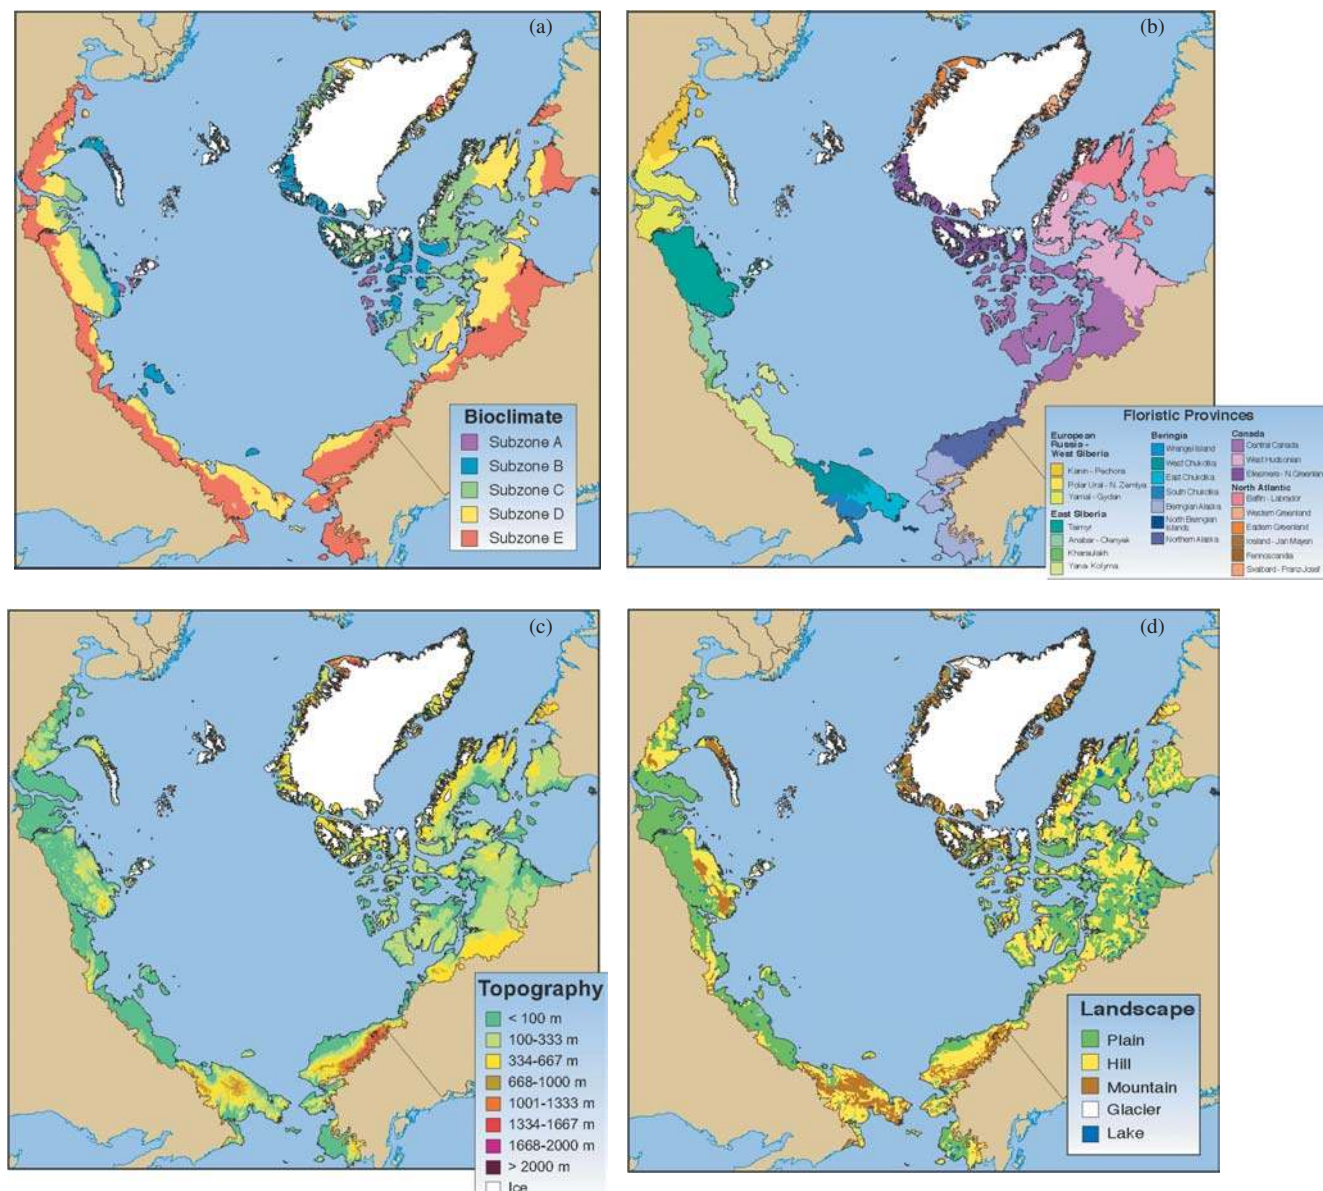 (a)
Bioclimate
Subzone A
Subzone B
Subzone C
Subzone D
Subzone E
(b)
Floristic Provinces
European
Russia -
West Siberia
Kanin - Pechora
Polar Ural - N. Zemlya
Yamal - Gydan
East Siberia
Taimyr
Anabar - Olenyek
Kharaulakh
Yana- Kolyma
Beringia
Wrangel Island
West Chukotka
East Chukotka
South Chukotka
Beringian Alaska
North Beringian
Islands
Northern Alaska
Canada
Central Canada
West Hudsonian
Ellesmere - N. Greenland
North Atlantic
Baffin - Labrador
Western Greenland
Eastern Greenland
Iceland - Jan Mayen
Fennoscandia
Svalbard - Franz Josef
(c)
Topography
< 100 m
100-333 m
334-667 m
668-1000 m
1001-1333 m
1334-1667 m
1668-2000 m
> 2000 m
Ice
(d)
Landscape
Plain
Hill
Mountain
Glacier
Lake